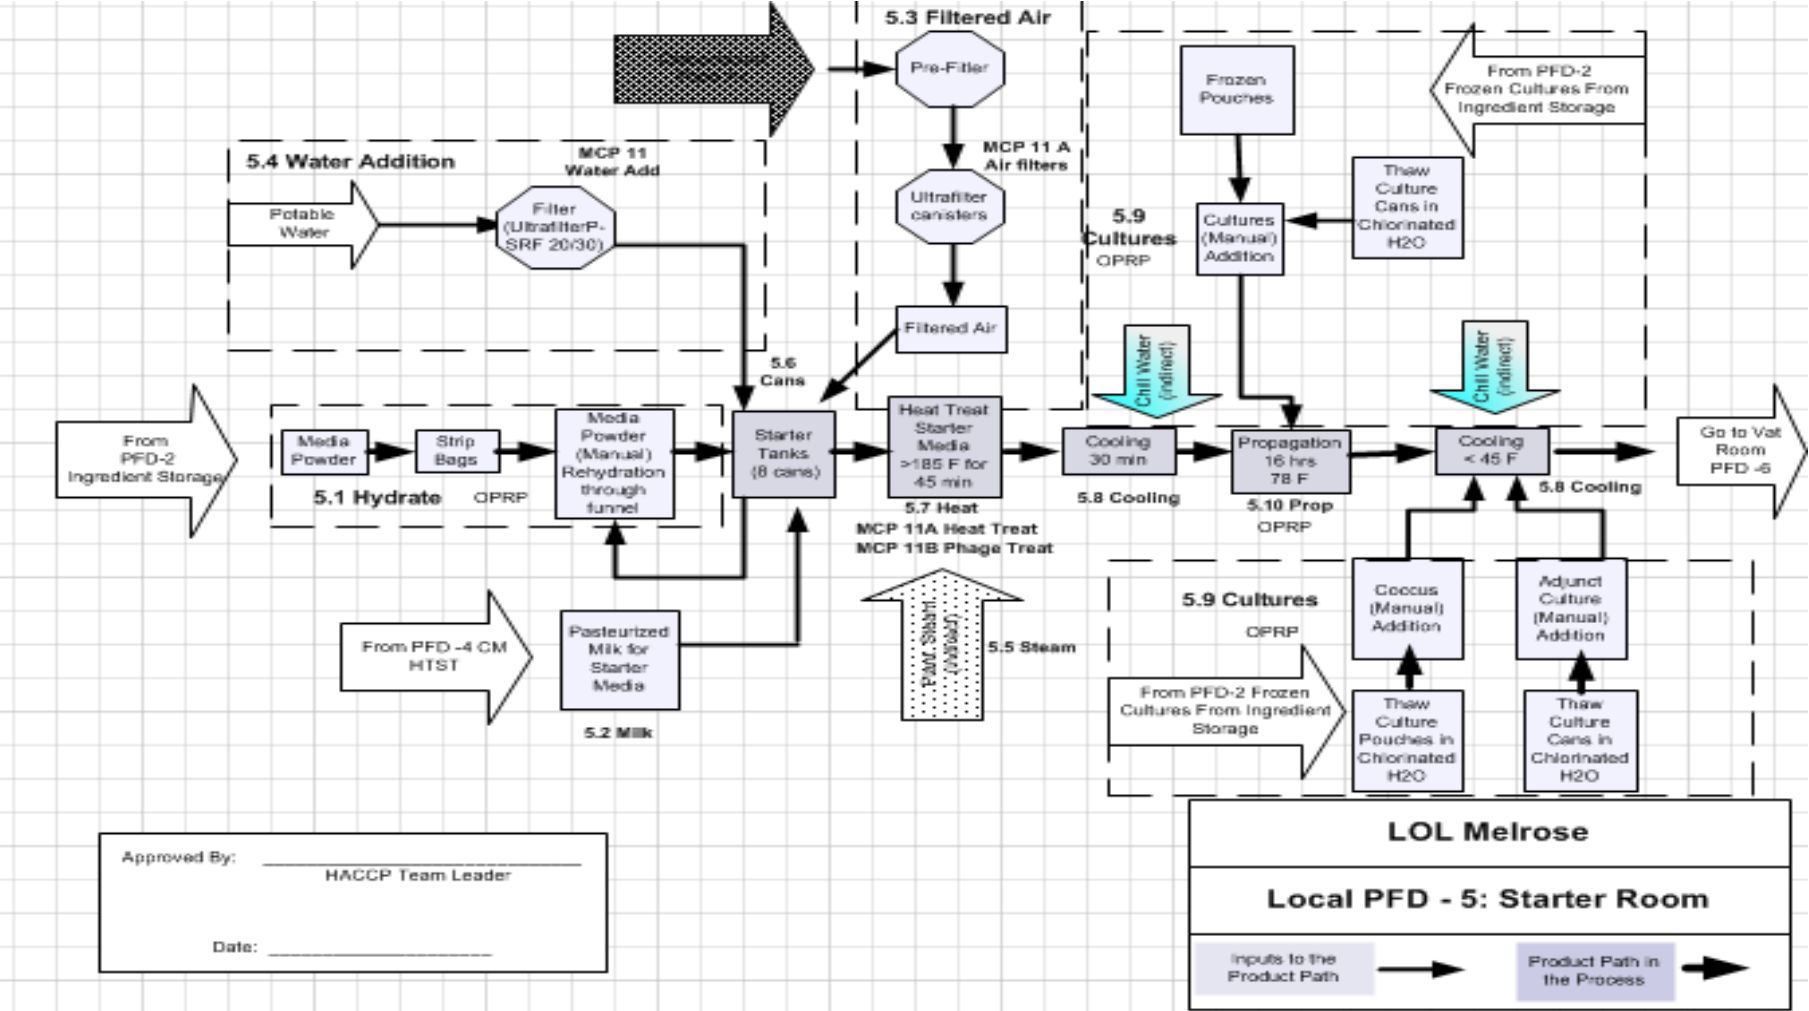 5.3 Filtered Air
Pre-Fitler
MCP 11 A
Air filters
Ultrafilter
canisters
Filtered Air
5.4 Water Addition
MCP 11
Water Add
Potable
Water
Filler
(UltrafilterP-
SRF 20/30)
Frozen
Pouches
From PFD-2
Frozen Cultures From
Ingredient Storage
Thaw
Culture
Cans in
Chlorinated
H2O
5.9
Cultures
OPRP
Cultures
(Manual)
Addition
Chill Water
(indirect)
Chill Water
(indirect)
From
PFD-2
Ingredient Storage
Media
Powder
Strip
Bags
5.1 Hydrate
OPRP
Media
Powder
(Manual)
Rehydration
through
funnel
5.6
Cans
Starter
Tanks
(8 cans)
Heat Treat
Starter
Media
>185 F for
45 min
5.7 Heat
MCP 11A Heat Treat
MCP 11B Phage Treat
Cooling
30 min
5.8 Cooling
Propagation
16 hrs
78 F
5.10 Prop
OPRP
Cooling
< 45 F
5.8 Cooling
Go to Vat
Room
PFD -6
From PFD -4 CM
HTST
Pasteurized
Milk for
Starter
Media
5.2 Milk
5.5 Steam
5.9 Cultures
OPRP
From PFD-2 Frozen
Cultures From Ingredient
Storage
Coccus
(Manual)
Addition
Adjunct
Culture
(Manual)
Addition
Thaw
Culture
Pouches in
Chlorinated
H2O
Thaw
Culture
Cans in
Chlorinated
H2O
Approved By:
HACCP Team Leader
Date:
LOL Melrose
Local PFD - 5: Starter Room
Inputs to the
Product Path
Product Path in
the Process